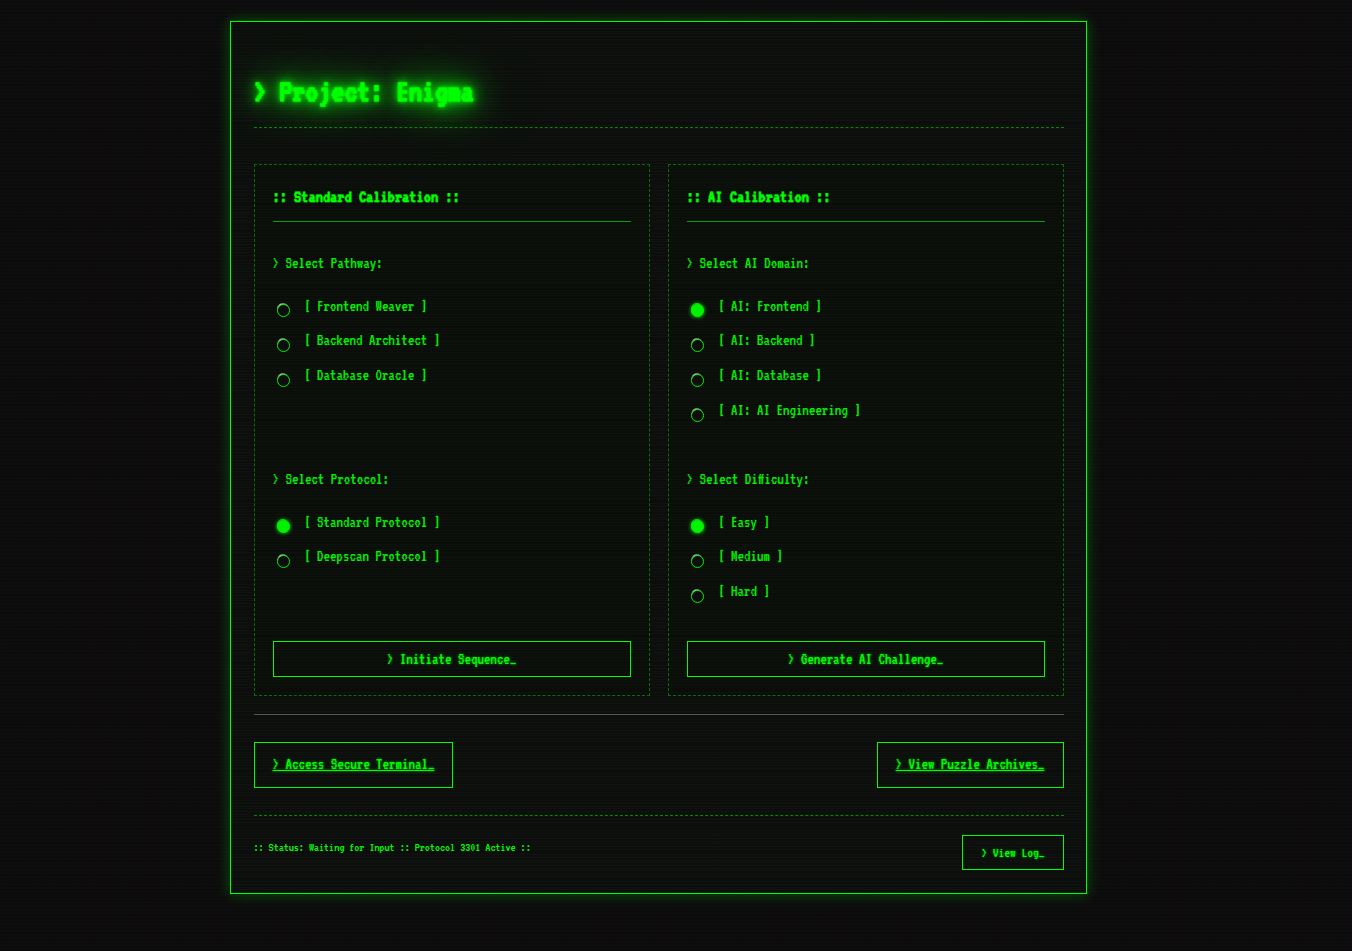 > Project: Enigma
:: Standard Calibration ::
> Select Pathway:
[ Frontend Weaver ]
[ Backend Architect ]
[ Database Oracle ]
> Select Protocol:
[ Standard Protocol ]
[ Deepscan Protocol ]
> Initiate Sequence_
:: AI Calibration ::
> Select AI Domain:
[ AI: Frontend ]
[ AI: Backend ]
[ AI: Database ]
[ AI: AI Engineering ]
> Select Difficulty:
[ Easy ]
[ Medium ]
[ Hard ]
> Generate AI Challenge_
> Access Secure Terminal_
> View Puzzle Archives_
:: Status: Waiting for Input :: Protocol 3301 Active ::
> View Log_